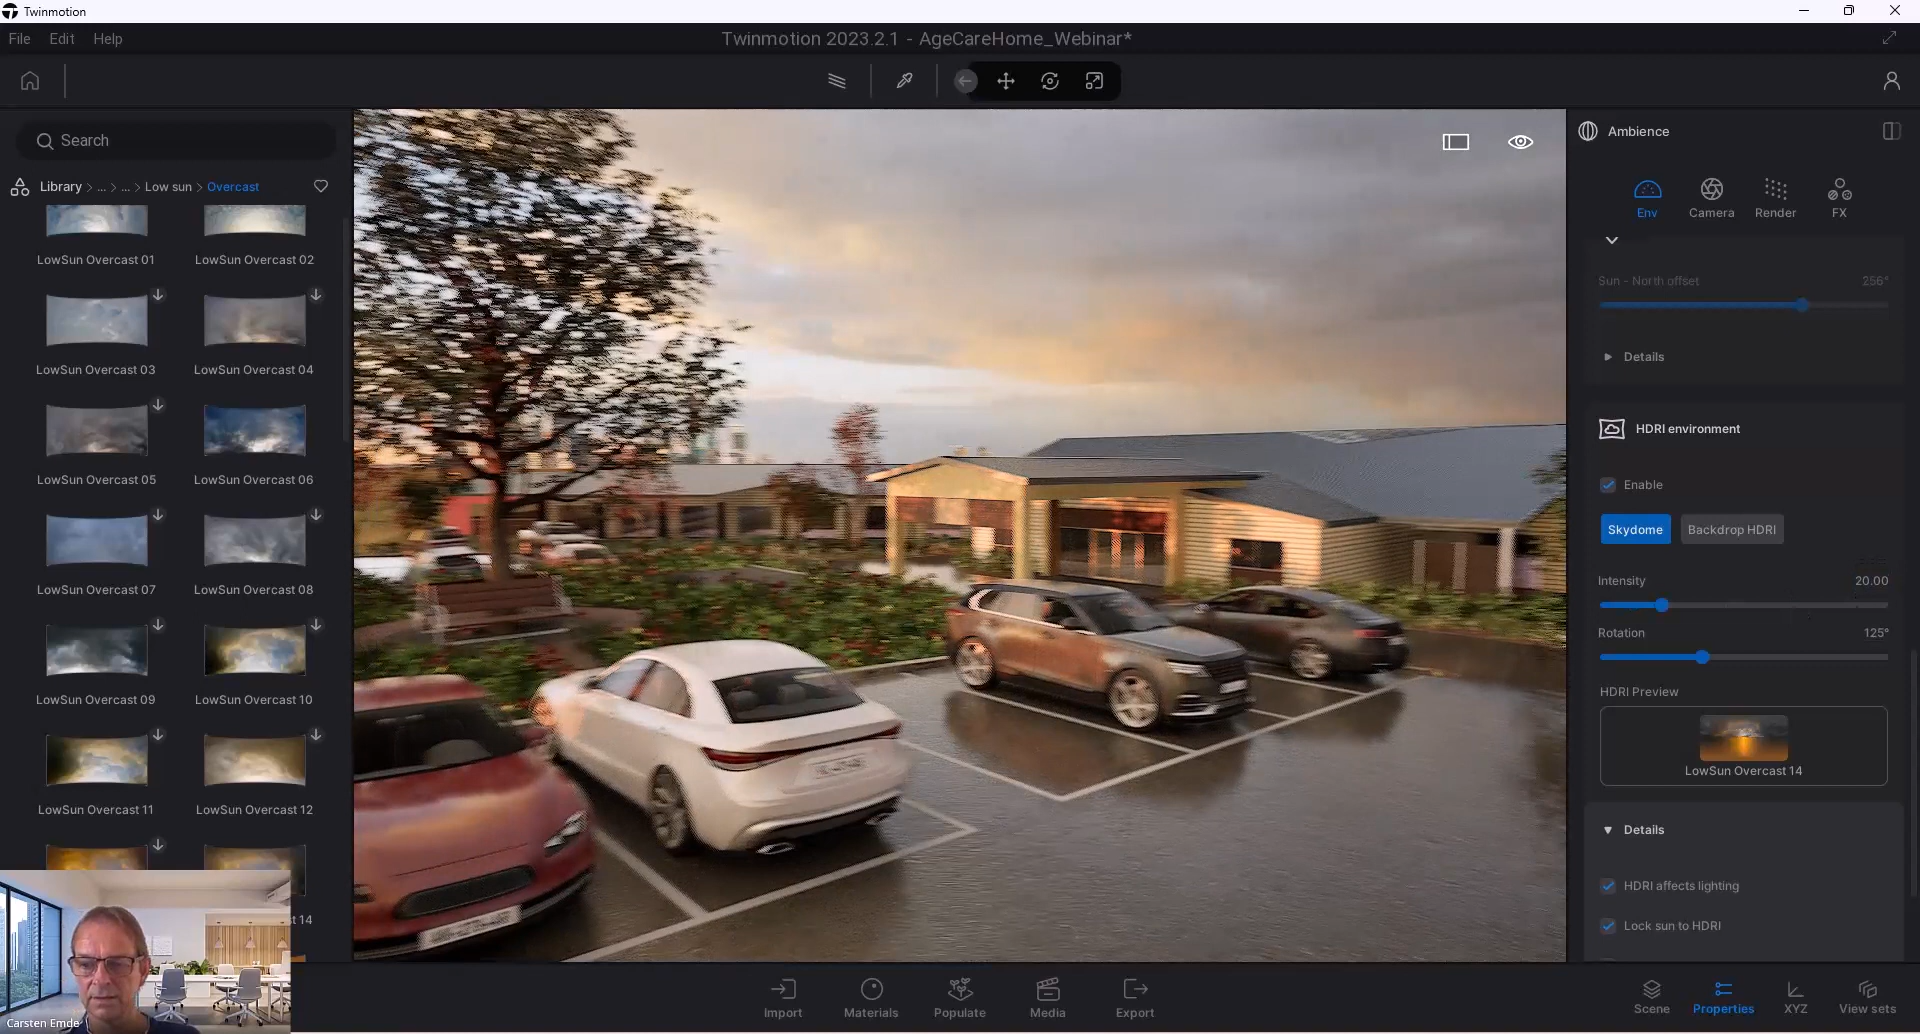 Twinmotion
File Edit Help
Twinmotion 2023.2.1 - AgeCareHome_Webinar*
Search
Library > ... > ... > Low sun > Overcast
LowSun Overcast 01
LowSun Overcast 02
LowSun Overcast 03
LowSun Overcast 04
LowSun Overcast 05
LowSun Overcast 06
LowSun Overcast 07
LowSun Overcast 08
LowSun Overcast 09
LowSun Overcast 10
LowSun Overcast 11
LowSun Overcast 12
st 14
Carsten Emde
Ambience
Env Camera Render FX
Sun - North offset 256°
Details
HDRI environment
Enable
Skydome Backdrop HDRI
Intensity 20.00
Rotation 125°
HDRI Preview
LowSun Overcast 14
Details
HDRI affects lighting
Lock sun to HDRI
Import Materials Populate Media Export
Scene Properties XYZ View sets